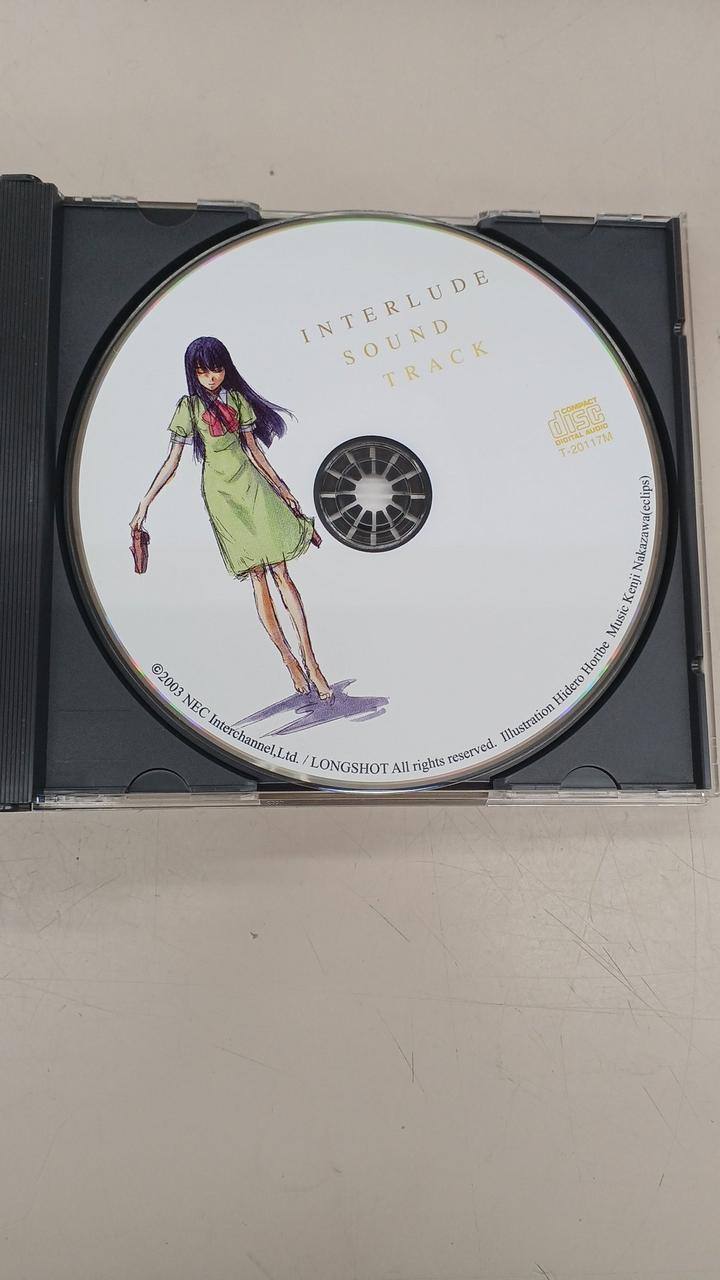 INTERLUDE
SOUND
TRACK
COMPACT
disc
DIGITAL AUDIO
T-20117M
©2003 NEC Interchannel,Ltd. / LONGSHOT All rights reserved. Illustration Hidero Horibe Music Kenji Nakazawa(eclips)